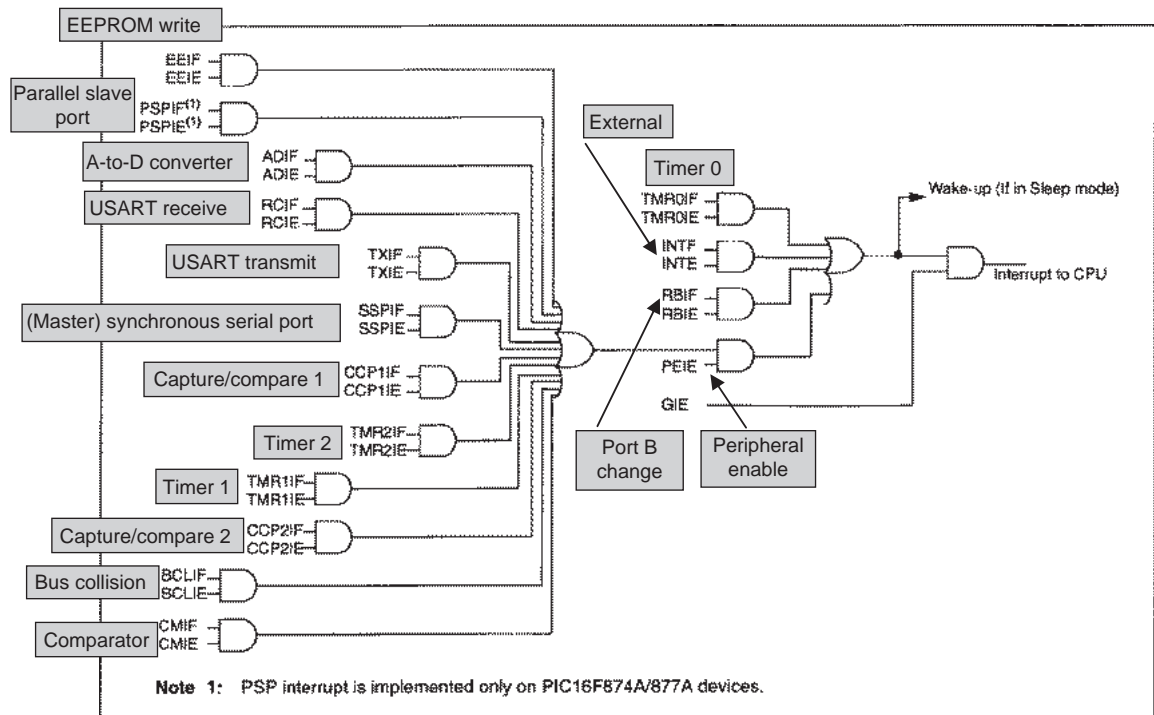 EEPROM write
EEIF
EEIE
Parallel slave
port
PSPIF(1)
PSPIE(1)
A-to-D converter
ADIF
ADIE
USART receive
RCIF
RCIE
USART transmit
TXIF
TXIE
(Master) synchronous serial port
SSPIF
SSPIE
Capture/compare 1
CCP1IF
CCP1IE
Timer 2
TMR2IF
TMR2IE
Timer 1
TMR1IF
TMR1IE
Capture/compare 2
CCP2IF
CCP2IE
Bus collision
BCLIF
BCLIE
Comparator
CMIF
CMIE
External
Timer 0
TMR0IF
TMR0IE
INTF
INTE
RBIF
RBIE
PEIE
GIE
Port B
change
Peripheral
enable
Wake-up (If in Sleep mode)
Interrupt to CPU
Note 1: PSP interrupt is implemented only on PIC16F874A/877A devices.